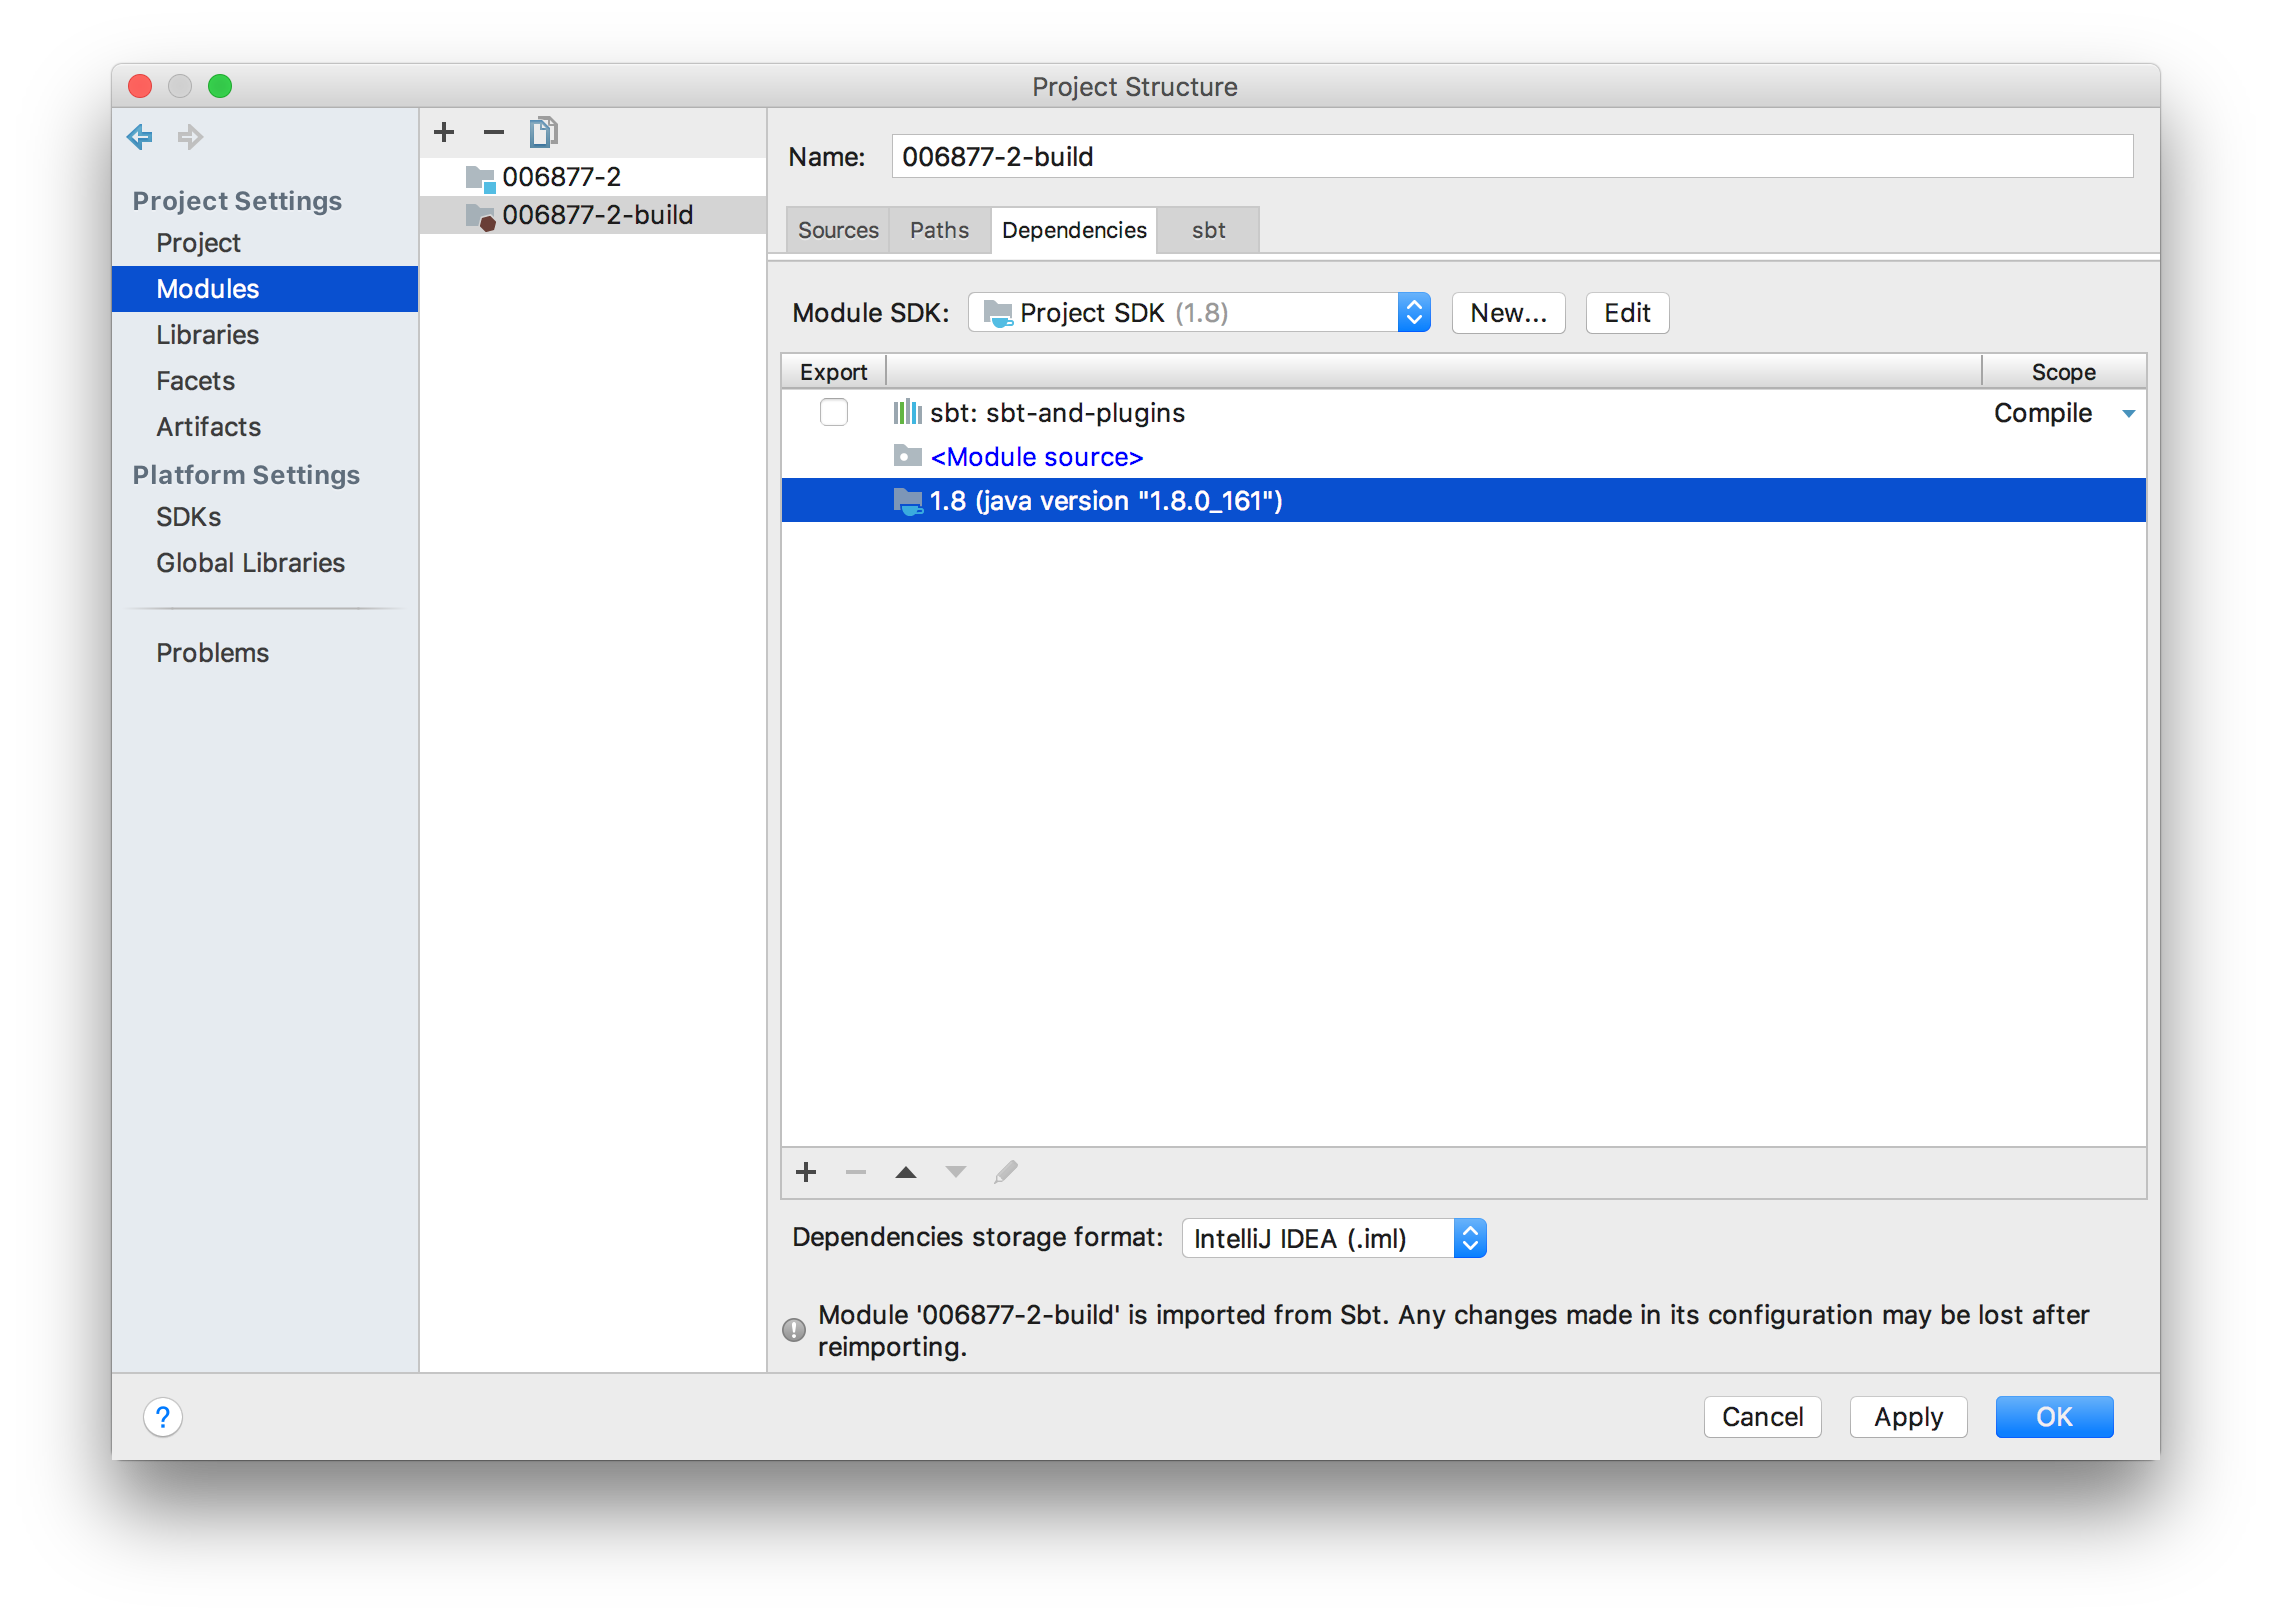 Project Structure
Project Settings
Project
Modules
Libraries
Facets
Artifacts
Platform Settings
SDKs
Global Libraries
Problems
006877-2
006877-2-build
Name: 006877-2-build
Sources Paths Dependencies sbt
Module SDK: Project SDK (1.8) New... Edit
Export Scope
sbt: sbt-and-plugins Compile
<Module source>
1.8 (java version "1.8.0_161")
Dependencies storage format: IntelliJ IDEA (.iml)
Module '006877-2-build' is imported from Sbt. Any changes made in its configuration may be lost after
reimporting.
? Cancel Apply OK